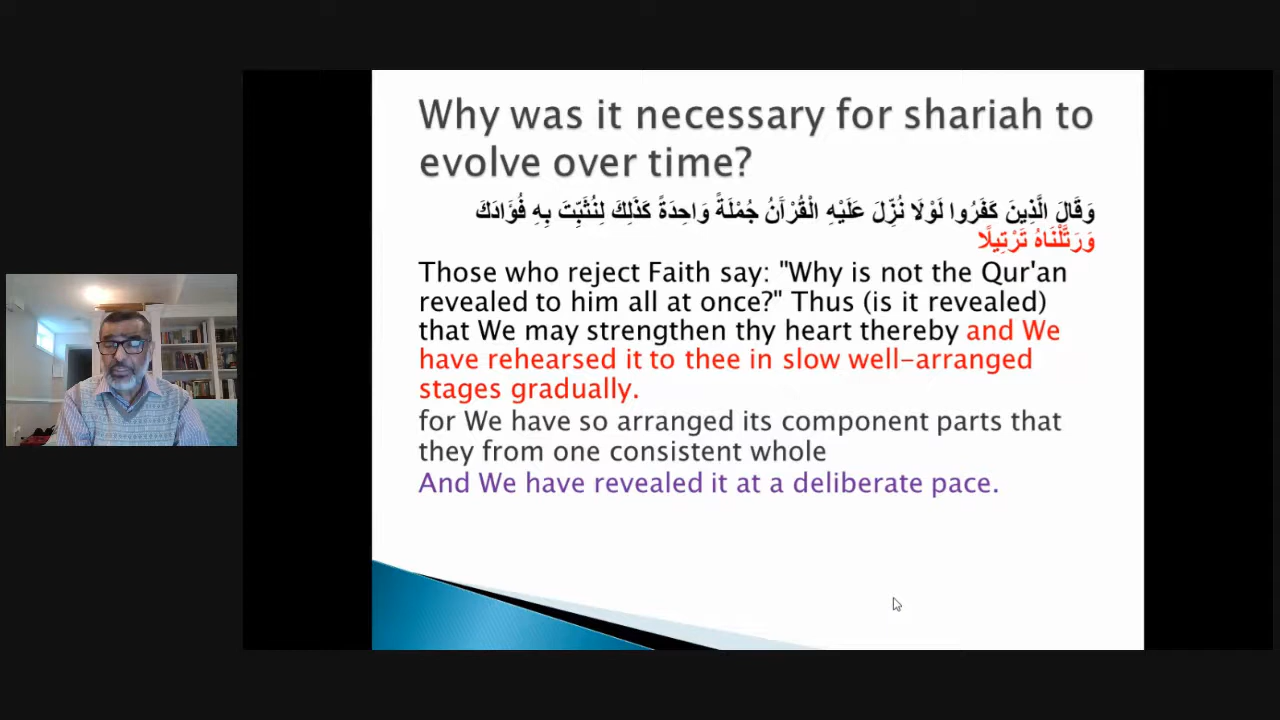 Why was it necessary for shariah to
evolve over time?
وَقَالَ الَّذِينَ كَفَرُوا لَوْلَا نُزِّلَ عَلَيْهِ الْقُرْآنُ جُمْلَةً وَاحِدَةً كَذَلِكَ لِنُثَبِّتَ بِهِ فُؤَادَكَ
وَرَتَّلْنَاهُ تَرْتِيلًا
Those who reject Faith say: "Why is not the Qur'an
revealed to him all at once?" Thus (is it revealed)
that We may strengthen thy heart thereby and We
have rehearsed it to thee in slow well-arranged
stages gradually.
for We have so arranged its component parts that
they from one consistent whole
And We have revealed it at a deliberate pace.